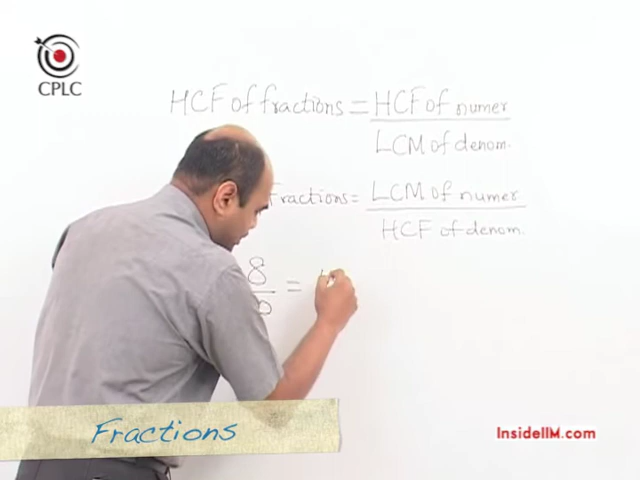 CPLC
HCF of fractions = HCF of numer
LCM of denom.
Fractions = LCM of numer
HCF of denom.
8
=
Fractions
InsideIIM.com